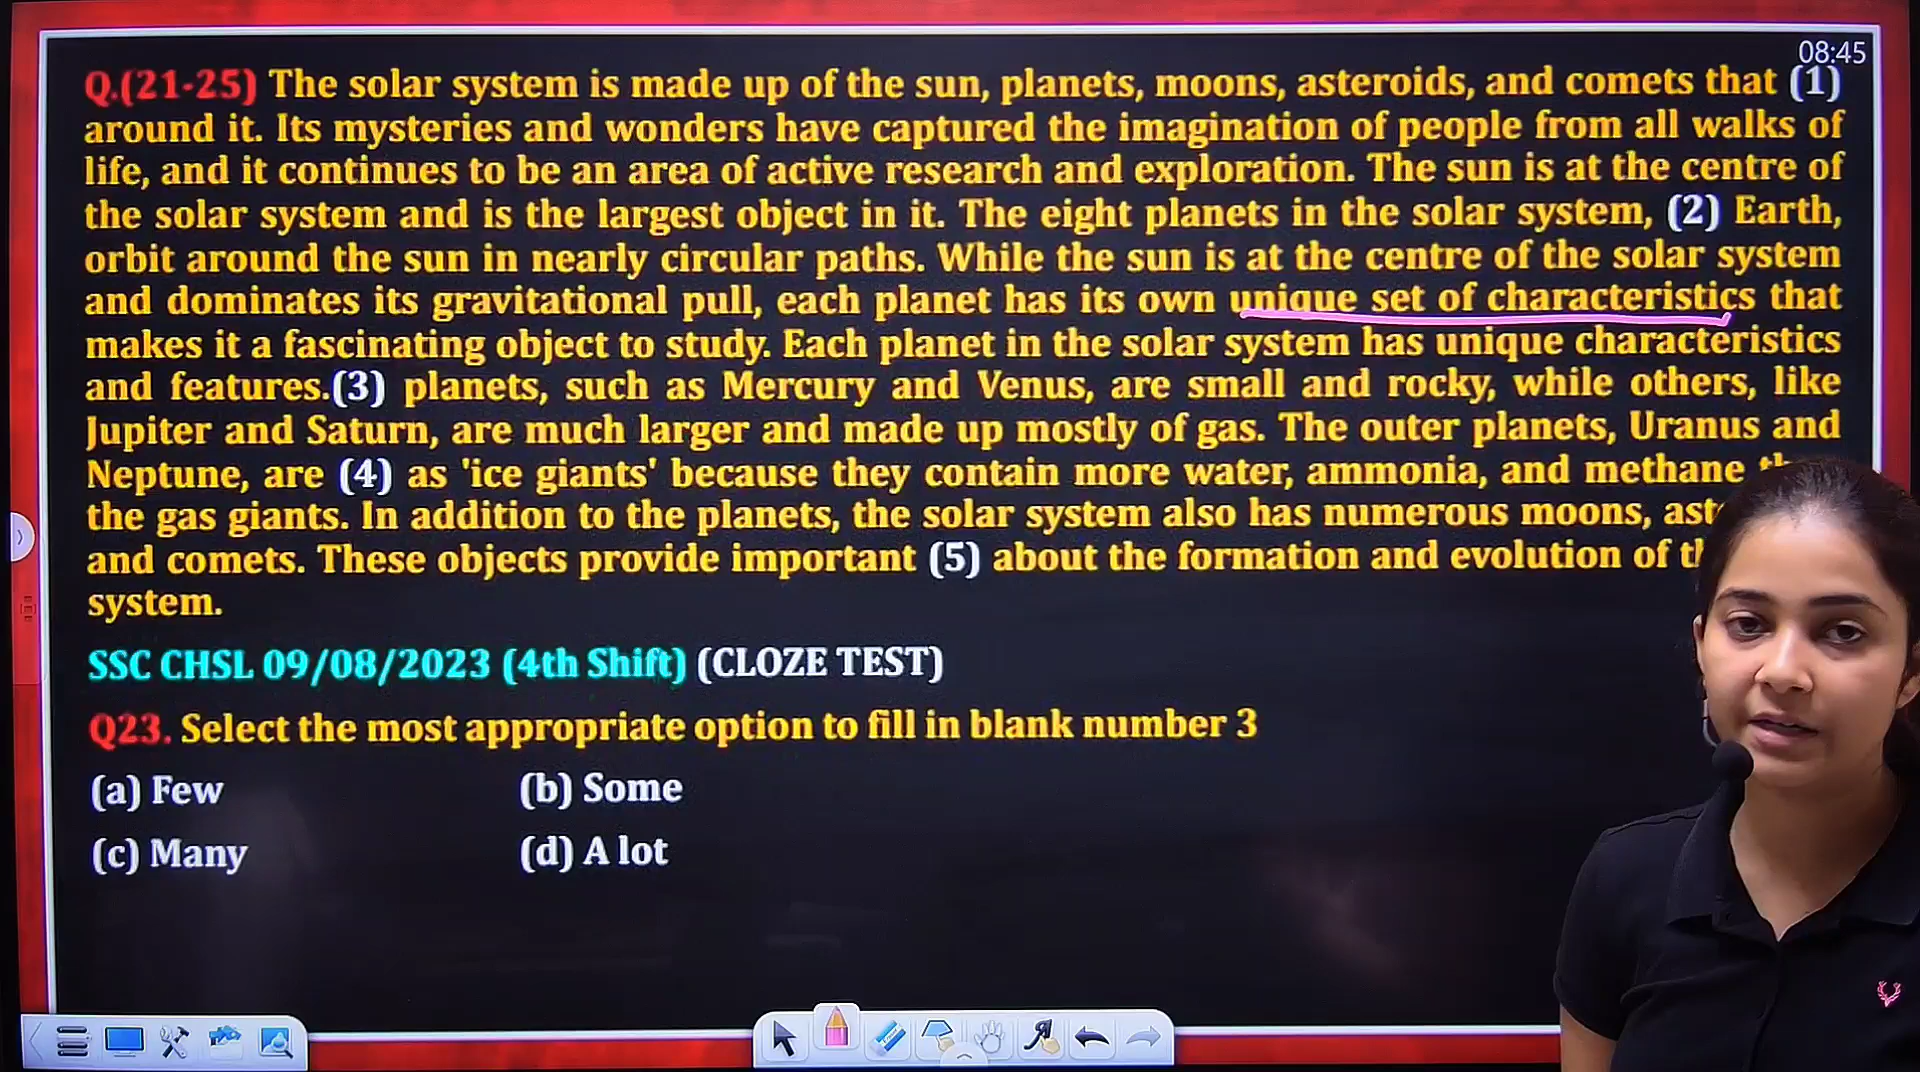 08:45
Q.(21-25) The solar system is made up of the sun, planets, moons, asteroids, and comets that (1)
around it. Its mysteries and wonders have captured the imagination of people from all walks of
life, and it continues to be an area of active research and exploration. The sun is at the centre of
the solar system and is the largest object in it. The eight planets in the solar system, (2) Earth,
orbit around the sun in nearly circular paths. While the sun is at the centre of the solar system
and dominates its gravitational pull, each planet has its own unique set of characteristics that
makes it a fascinating object to study. Each planet in the solar system has unique characteristics
and features.(3) planets, such as Mercury and Venus, are small and rocky, while others, like
Jupiter and Saturn, are much larger and made up mostly of gas. The outer planets, Uranus and
Neptune, are (4) as 'ice giants' because they contain more water, ammonia, and methane
the gas giants. In addition to the planets, the solar system also has numerous moons,
and comets. These objects provide important (5) about the formation and evolution of
system.
SSC CHSL 09/08/2023 (4th Shift) (CLOZE TEST)
Q23. Select the most appropriate option to fill in blank number 3
(a) Few (b) Some
(c) Many (d) A lot